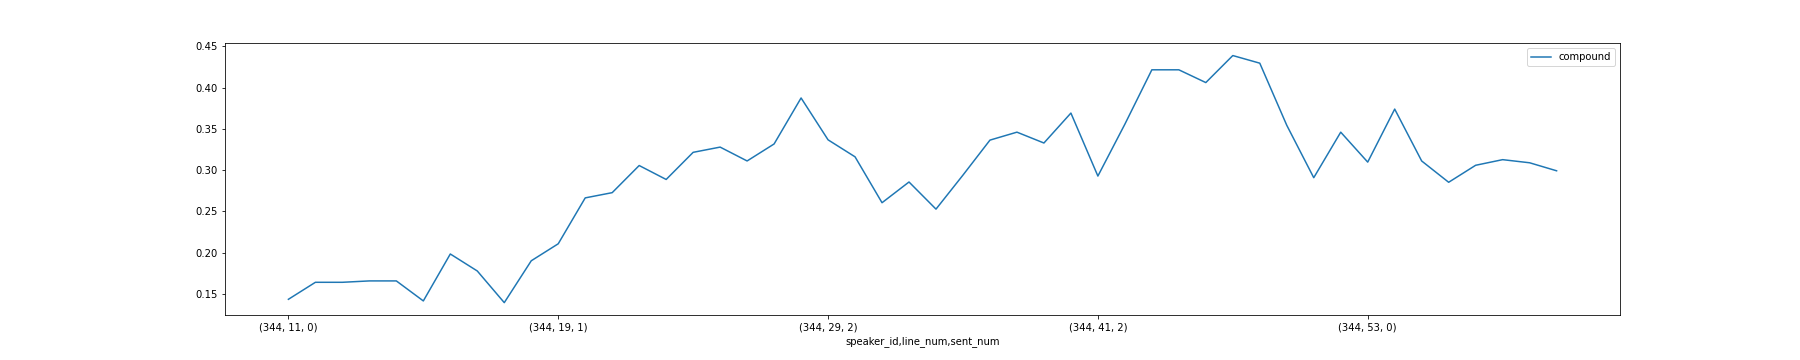 0.45
0.40
0.35
0.30
0.25
0.20
0.15
compound
(344, 11, 0)
(344, 19, 1)
(344, 29, 2)
(344, 41, 2)
(344, 53, 0)
speaker_id,line_num,sent_num